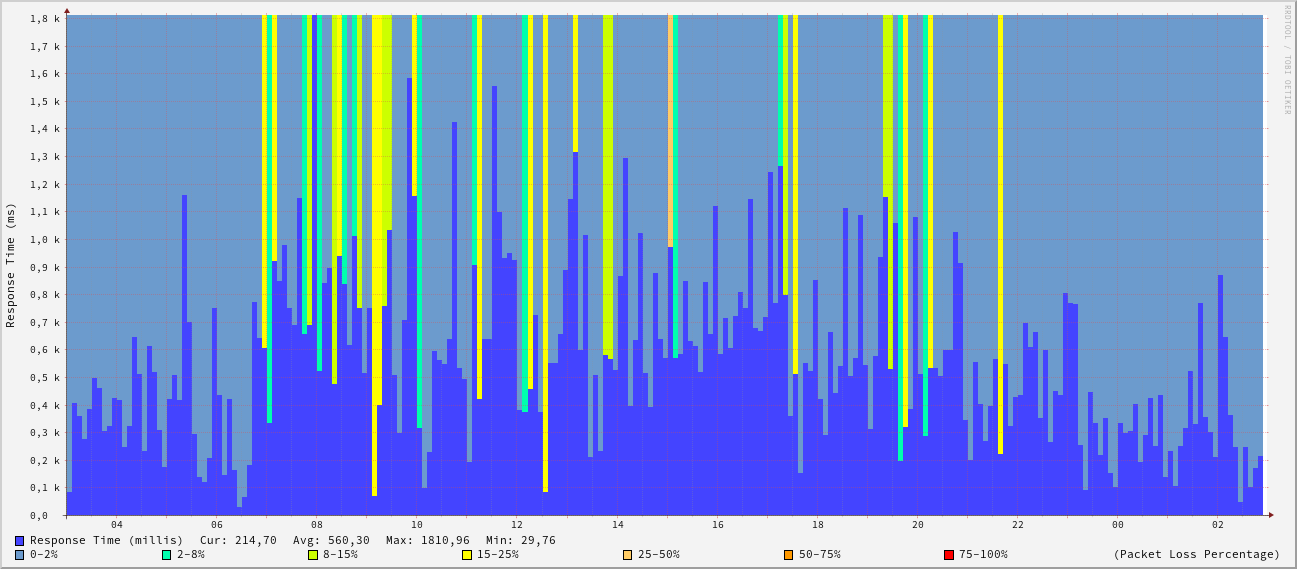 RRDTOOL / TOBI OETIKER
Response Time (ms)
1,8 k
1,7 k
1,6 k
1,5 k
1,4 k
1,3 k
1,2 k
1,1 k
1,0 k
0,9 k
0,8 k
0,7 k
0,6 k
0,5 k
0,4 k
0,3 k
0,2 k
0,1 k
0,0
04 06 08 10 12 14 16 18 20 22 00 02
Response Time (millis) Cur: 214,70 Avg: 560,30 Max: 1810,96 Min: 29,76
0-2% 2-8% 8-15% 15-25% 25-50% 50-75% 75-100% (Packet Loss Percentage)